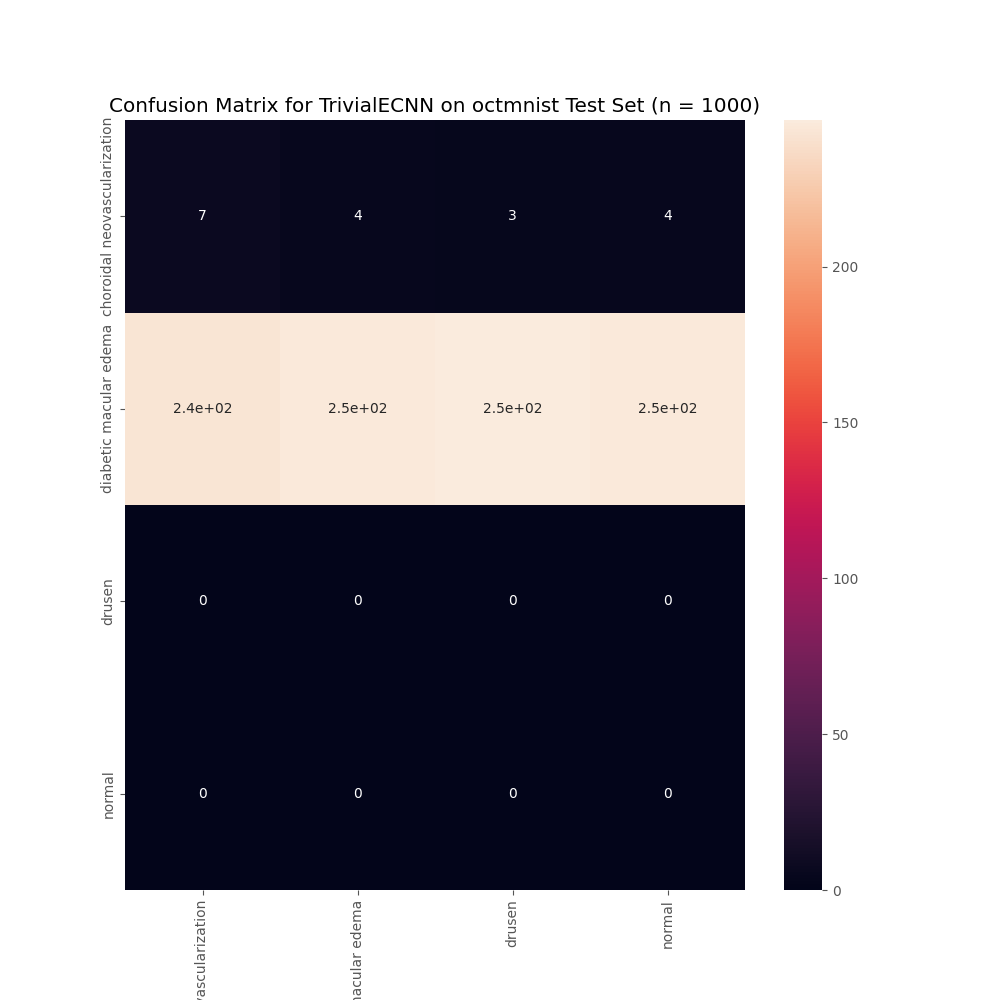 Confusion Matrix for TrivialECNN on octmnist Test Set (n = 1000)
choroidal neovascularization
7 4 3 4
diabetic macular edema
2.4e+02 2.5e+02 2.5e+02 2.5e+02
drusen
0 0 0 0
normal
0 0 0 0
vascularization
macular edema
drusen
normal
200
150
100
50
0